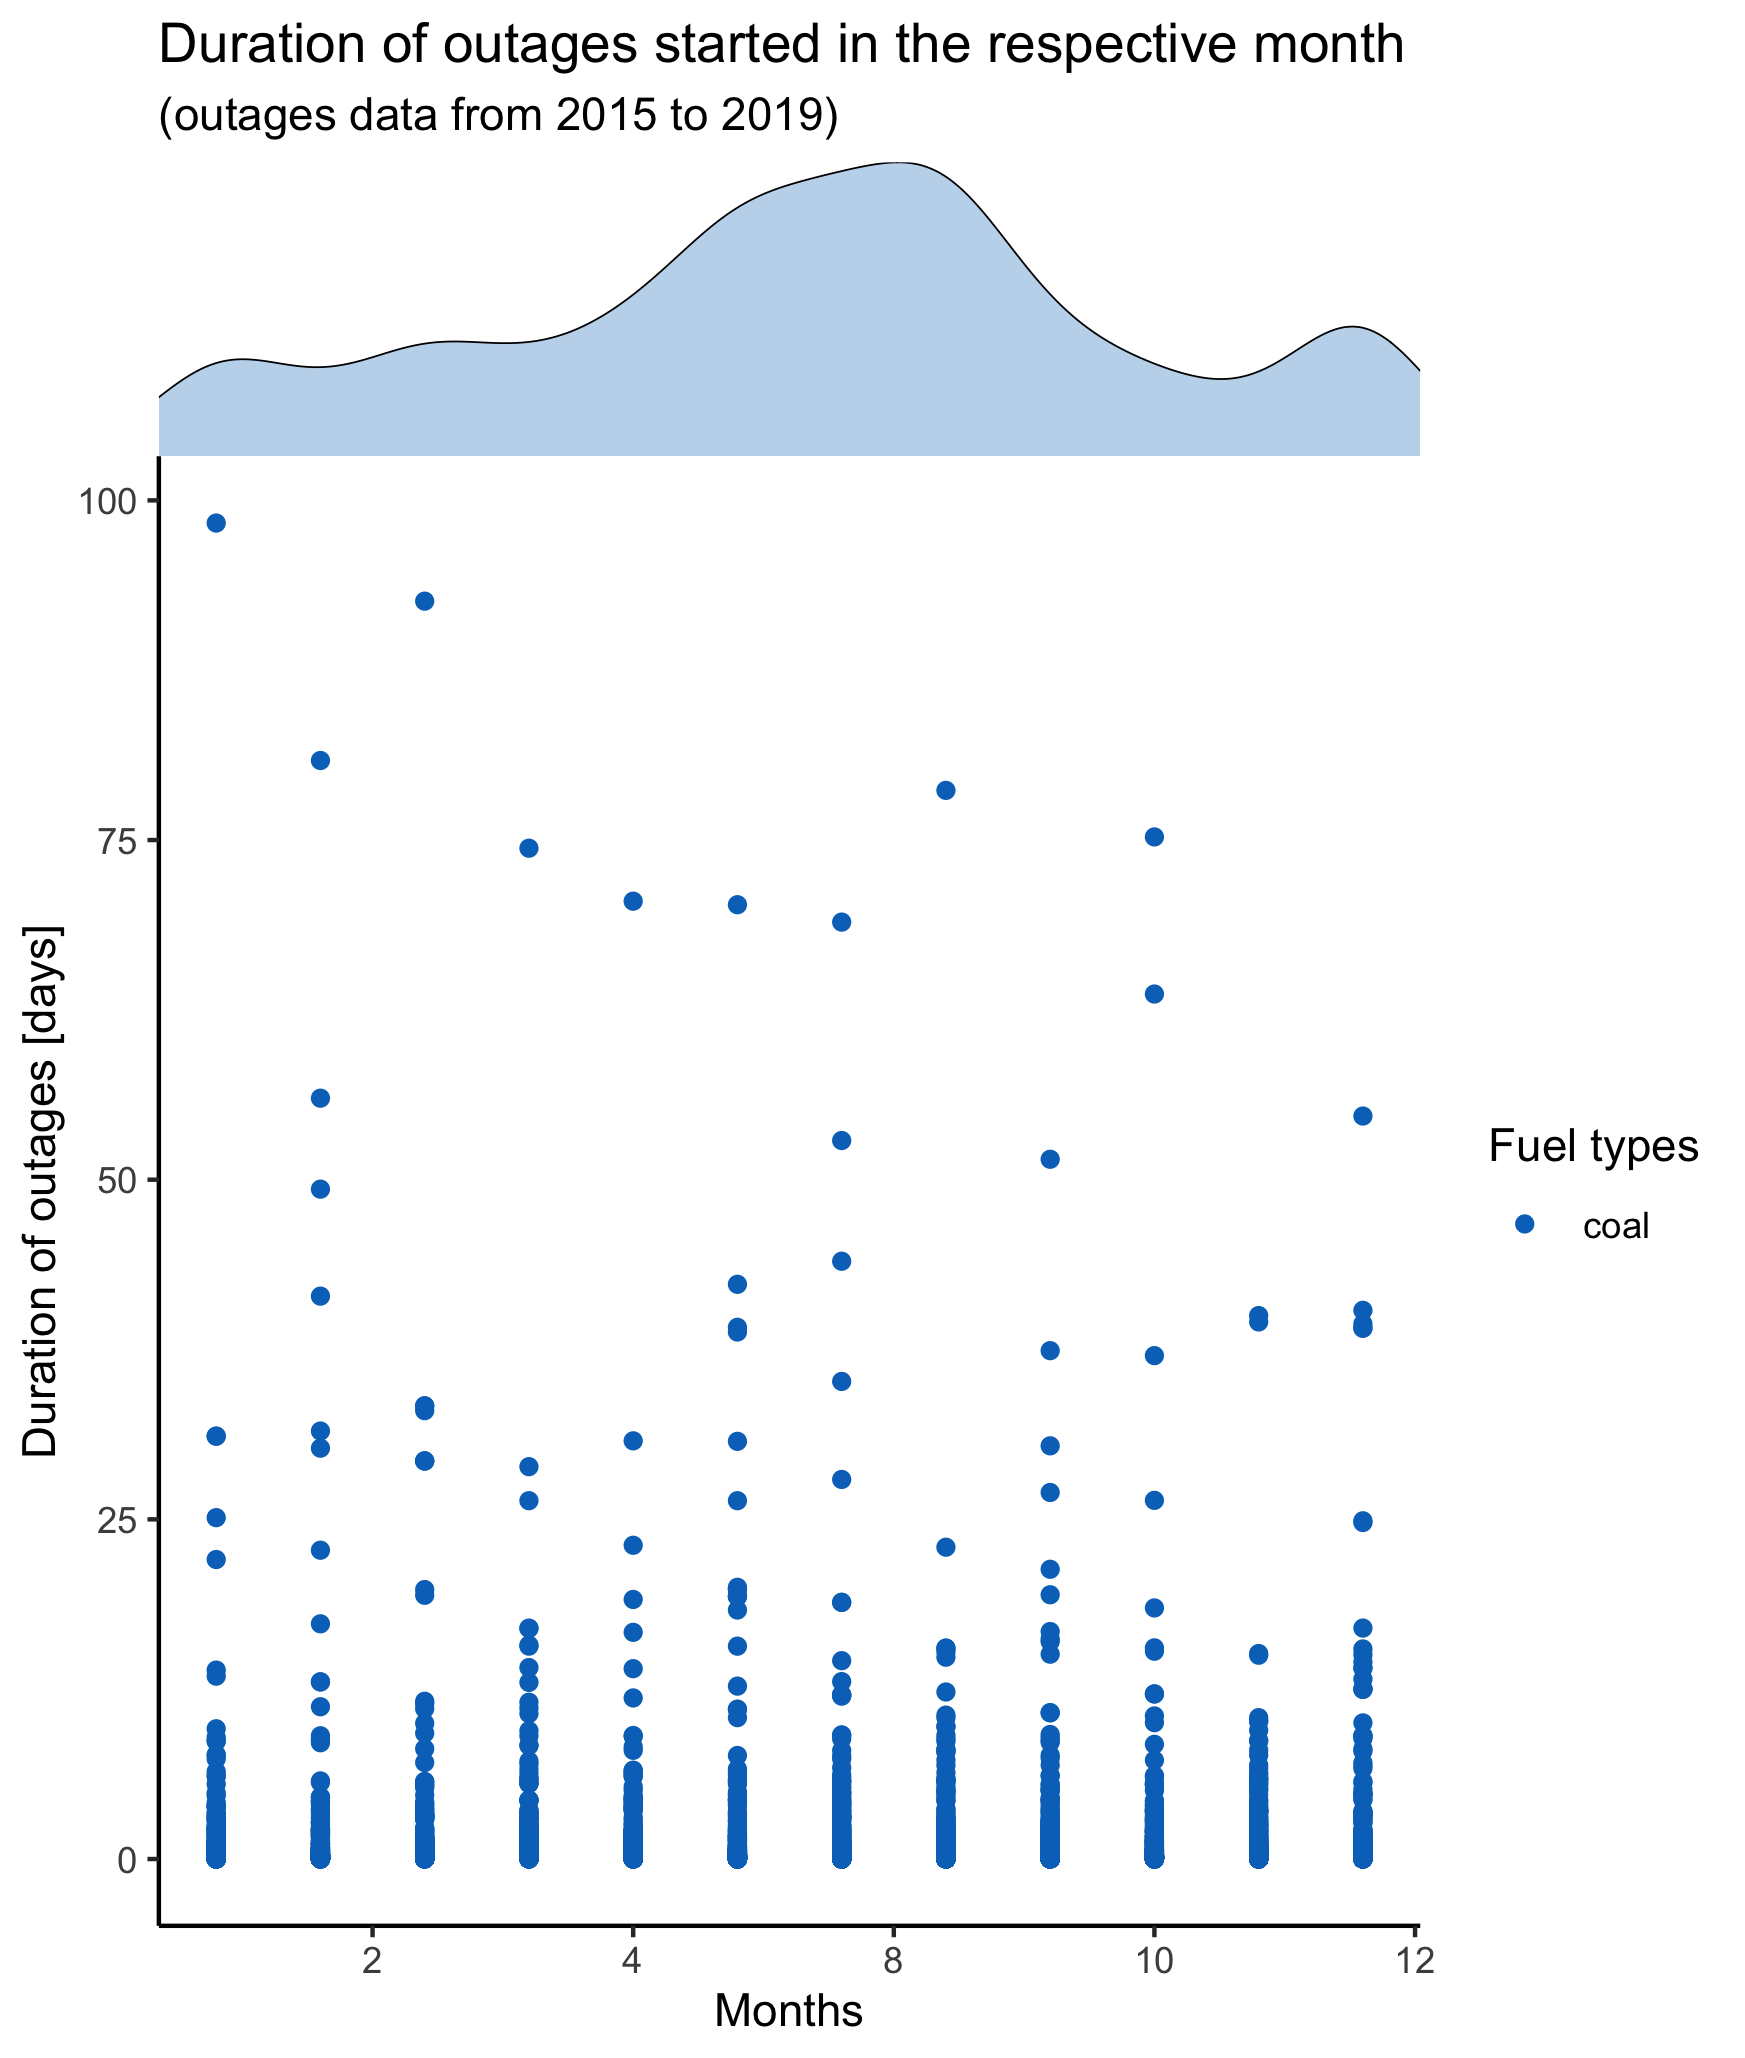 Duration of outages started in the respective month
(outages data from 2015 to 2019)
100
75
50
25
0
Duration of outages [days]
2 4 8 10 12
Months
Fuel types
coal